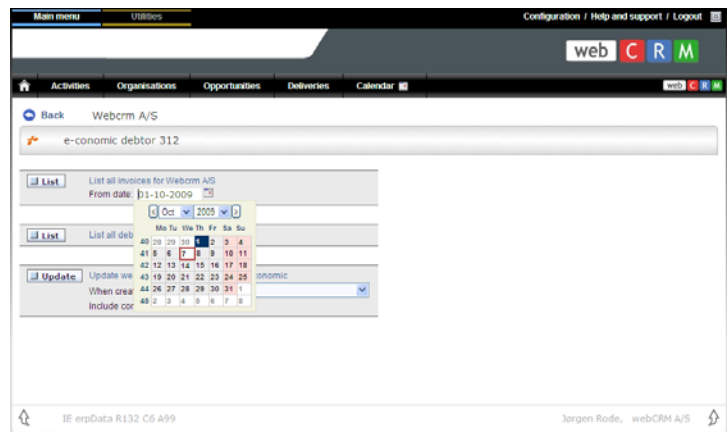 Main menu Utilities Configuration / Help and support / Logout
web C R M
Activities Organisations Opportunities Deliveries Calendar web C R M
Back Webcrm A/S
e-conomic debtor 312
List List all invoices for Webcrm A/S
From date: 01-10-2009
< Oct 2009 >
Mo Tu We Th Fr Sa Su
40 28 29 30 1 2 3 4
List List all deb
41 5 6 7 8 9 10 11
42 12 13 14 15 16 17 18
Update Update we onomic
43 19 20 21 22 23 24 25
When creat
44 26 27 28 29 30 31 1
Include cor
45 2 3 4 5 6 7 8
IE erpData R132 C6 A99 Jørgen Rode, webCRM A/S